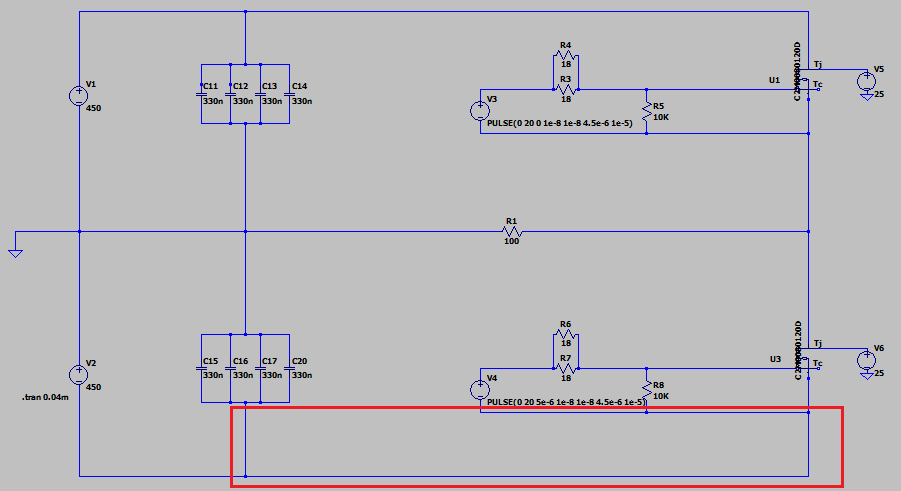 V1
450
C11 C12 C13 C14
330n 330n 330n 330n
R4
18
R3
18
V3
PULSE(0 20 0 1e-8 1e-8 4.5e-6 1e-5)
R5
10K
U1
Tj
Tc
V5
25
R1
100
V2
450
.tran 0.04m
C15 C16 C17 C20
330n 330n 330n 330n
R6
18
R7
18
V4
PULSE(0 20 5e-6 1e-8 1e-8 4.5e-6 1e-5)
R8
10K
U3
Tj
Tc
V6
25